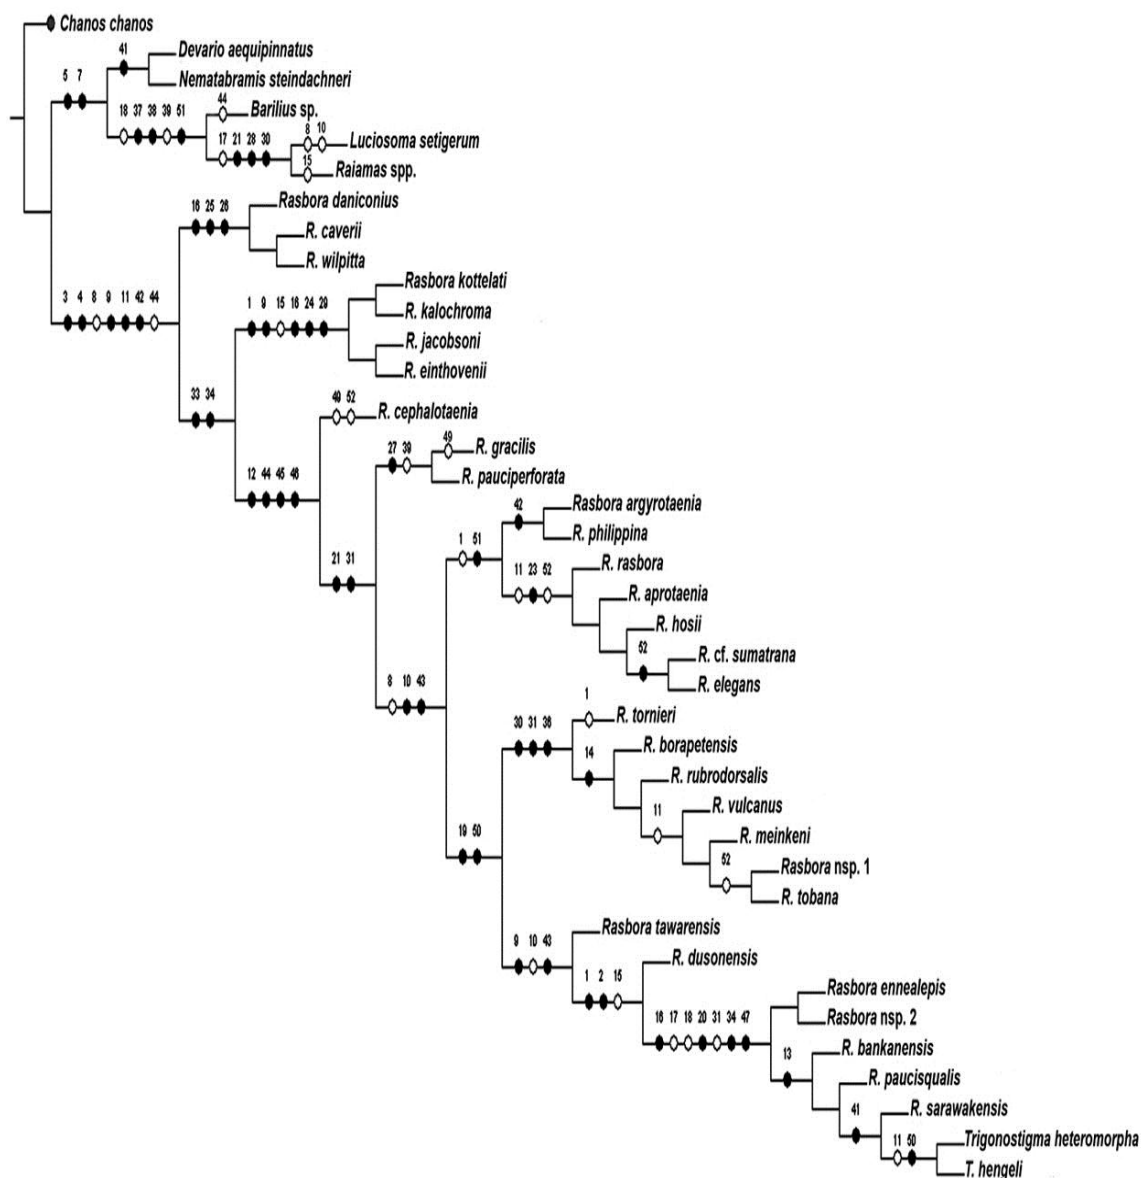 Chanos chanos
41
Devario aequipinnatus
5 7
Nematabramis steindachneri
44
Barilius sp.
18 37 38 39 51
8 10
17 21 28 30
Luciosoma setigerum
15
Raiamas spp.
16 25 26
Rasbora daniconius
R. caverii
R. wilpitta
Rasbora kottelati
3 4 8 9 11 42 44
1 9 15 16 24 29
R. kalochroma
R. jacobsoni
R. einthovenii
33 34
49 52
R. cephalotaenia
49
27 39
R. gracilis
12 44 45 46
R. pauciperforata
42
Rasbora argyrotaenia
R. philippina
1 51
21 31
11 23 52
R. rasbora
R. aprotaenia
R. hosii
52
R. cf. sumatrana
8 10 43
R. elegans
1
R. tornieri
30 31 36
14
R. borapetensis
R. rubrodorsalis
11
R. vulcanus
19 50
R. meinkeni
52
Rasbora nsp. 1
R. tobana
Rasbora tawarensis
9 10 43
R. dusonensis
1 2 15
Rasbora ennealepis
16 17 18 20 31 34 47
Rasbora nsp. 2
13
R. bankanensis
R. paucisqualis
41
R. sarawakensis
11 50
Trigonostigma heteromorpha
T. hengeli